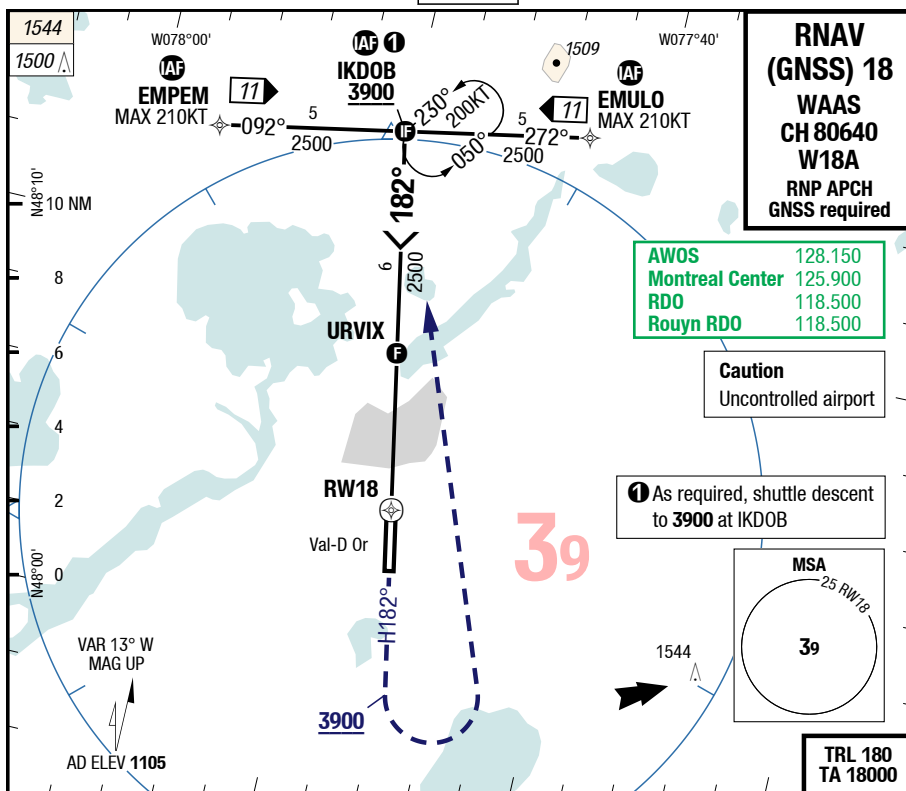 1544
1500
W078°00'
IAF 1
IKDOB
3900
1509
W077°40'
IAF
EMPEM
MAX 210KT
11
IAF
EMULO
MAX 210KT
11
092°
5
2500
IF
230°
200KT
050°
5
2500
272°
182°
N48°10'
10 NM
8
6
4
2
0
N48°00'
6
2500
URVIX
F
RW18
Val-D Or
H182°
3900
39
VAR 13° W
MAG UP
AD ELEV 1105
1544
RNAV
(GNSS) 18
WAAS
CH 80640
W18A
RNP APCH
GNSS required
AWOS 128.150
Montreal Center 125.900
RDO 118.500
Rouyn RDO 118.500
Caution
Uncontrolled airport
1 As required, shuttle descent
to 3900 at IKDOB
MSA
25 RW18
39
TRL 180
TA 18000